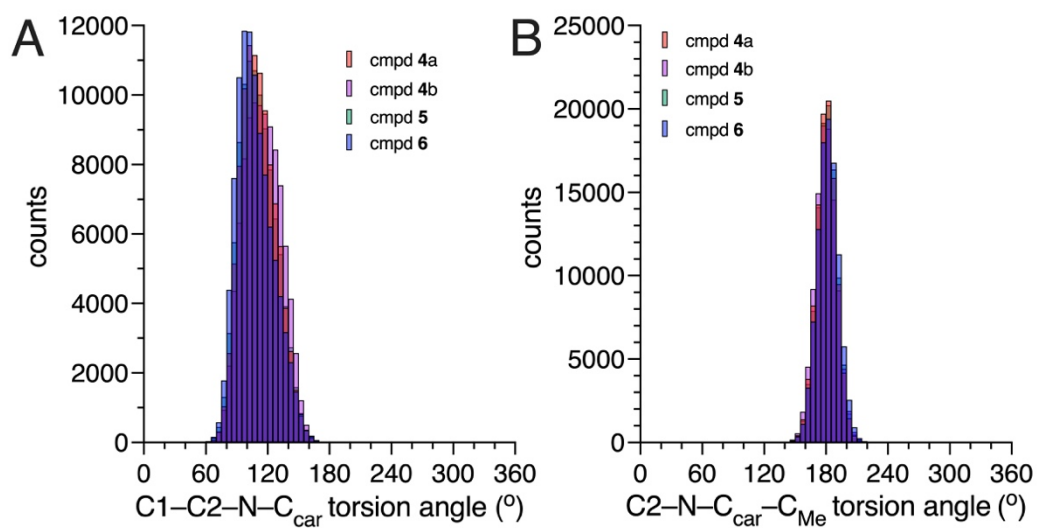 A
12000
10000
8000
6000
4000
2000
0
counts
cmpd 4a
cmpd 4b
cmpd 5
cmpd 6
0 60 120 180 240 300 360
C1–C2–N–Ccar torsion angle (º)
B
25000
20000
15000
10000
5000
0
counts
cmpd 4a
cmpd 4b
cmpd 5
cmpd 6
0 60 120 180 240 300 360
C2–N–Ccar–CMe torsion angle (º)